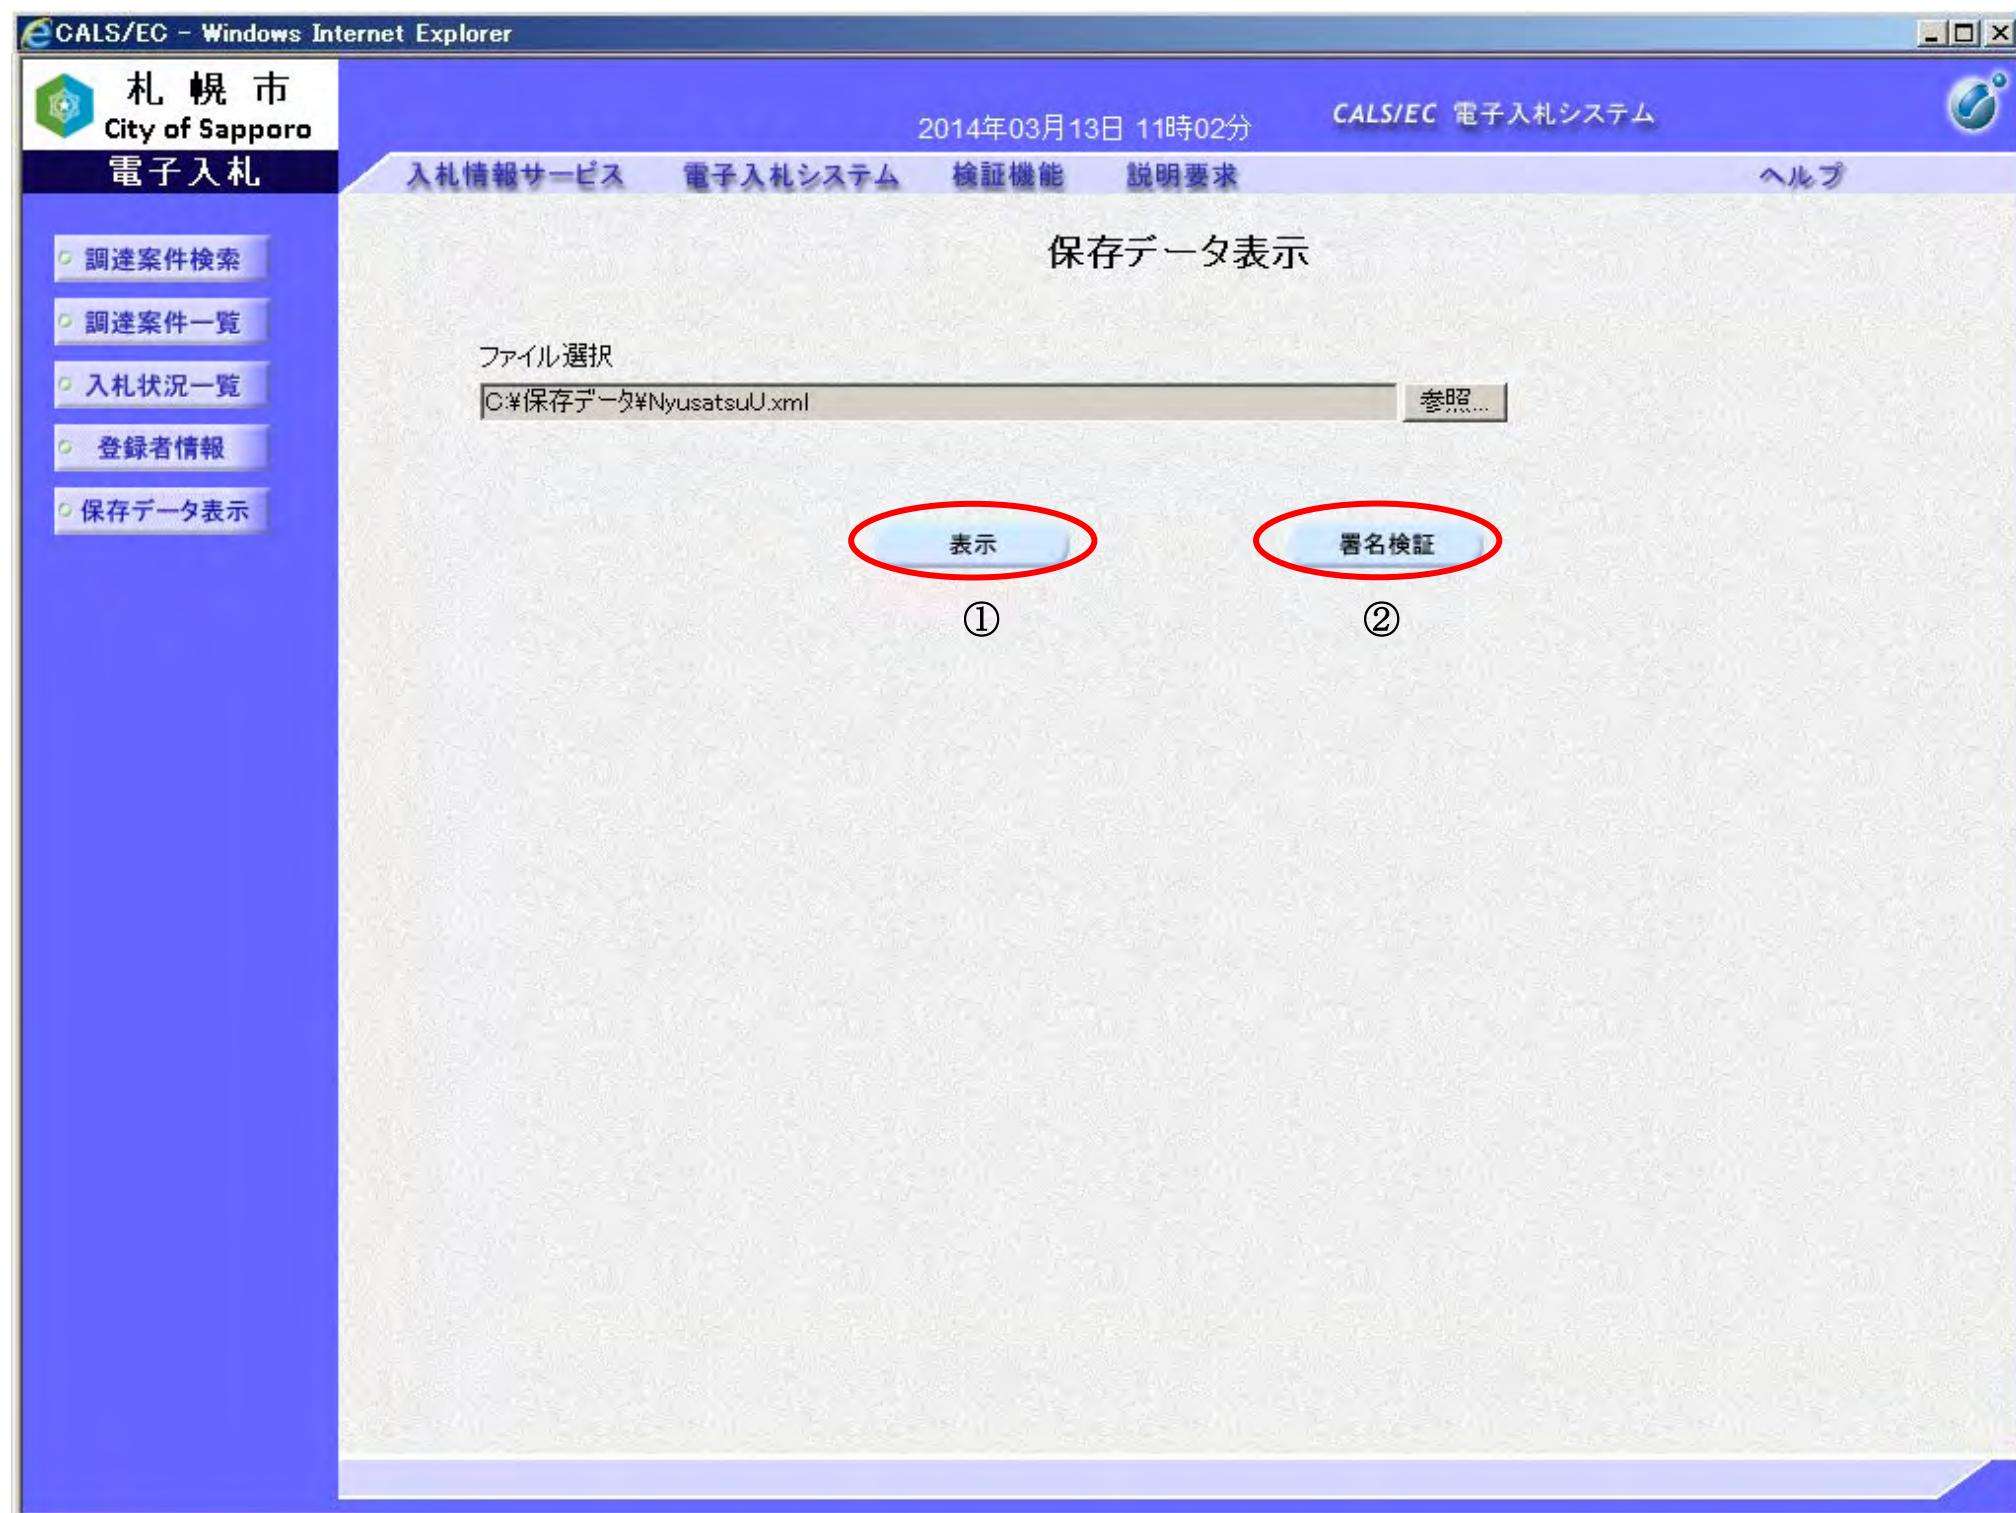 CALS/EC - Windows Internet Explorer
札幌市
City of Sapporo
2014年03月13日 11時02分
CALS/EC 電子入札システム
電子入札
入札情報サービス 電子入札システム 検証機能 説明要求 ヘルプ
調達案件検索
調達案件一覧
入札状況一覧
登録者情報
保存データ表示
保存データ表示
ファイル選択
C:¥保存データ¥NyusatsuU.xml 参照...
表示 署名検証
① ②